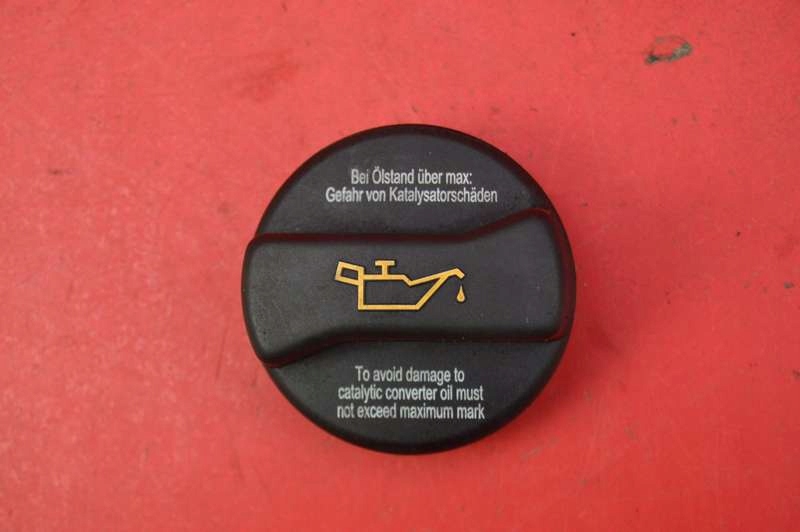 Bei Ölstand über max:
Gefahr von Katalysatorschäden
To avoid damage to
catalytic converter oil must
not exceed maximum mark